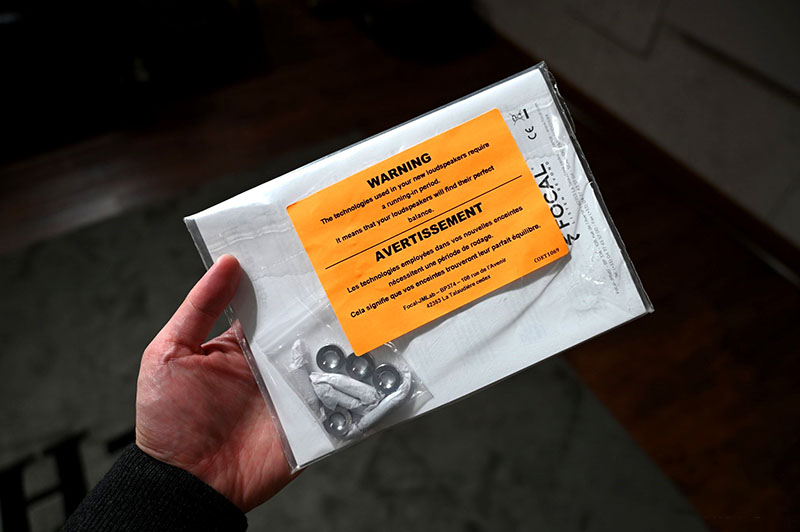 WARNING
The technologies used in your new loudspeakers require
a running-in period.
It means that your loudspeakers will find their perfect
balance.
AVERTISSEMENT
Les technologies employées dans vos nouvelles enceintes
nécessitent une période de rodage.
Cela signifie que vos enceintes trouveront leur parfait équilibre.
Focal-JMLab – BP374 – 108 rue de l'Avenir
42353 La Talaudière cedex
CORT1069
CE
FOCAL
H